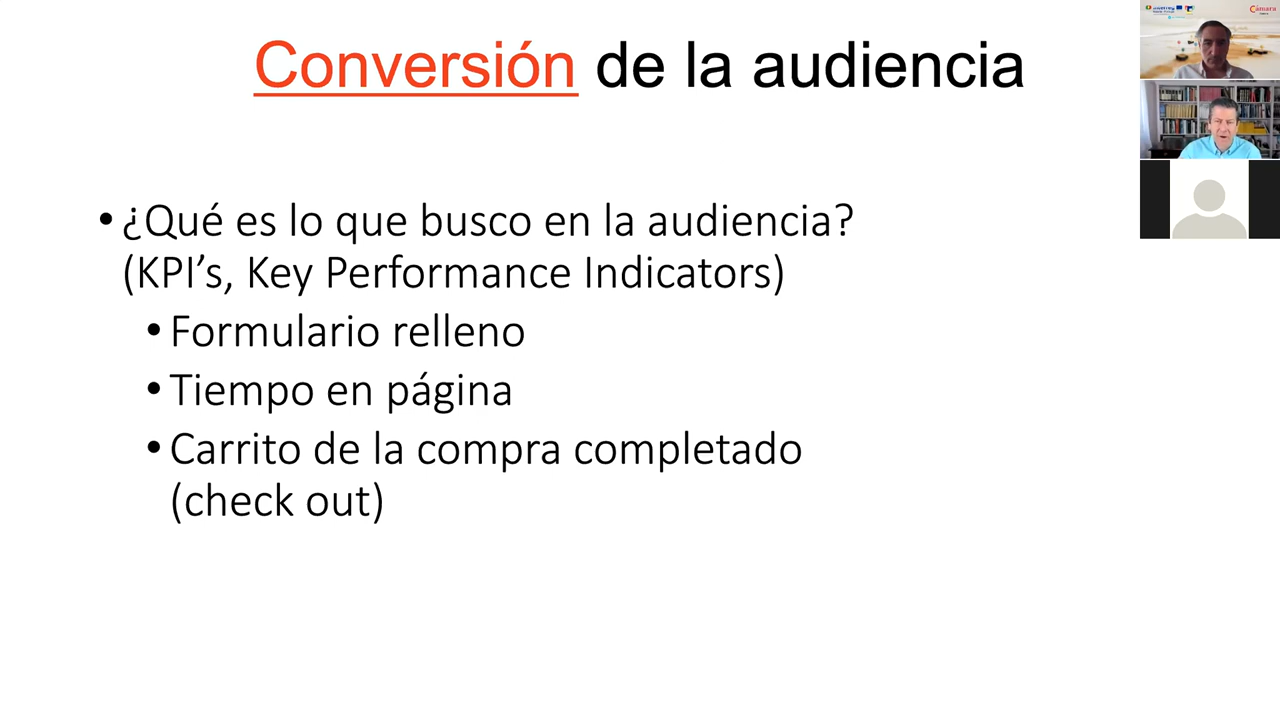 Conversión de la audiencia
• ¿Qué es lo que busco en la audiencia?
(KPI’s, Key Performance Indicators)
• Formulario relleno
• Tiempo en página
• Carrito de la compra completado
(check out)
Cámara